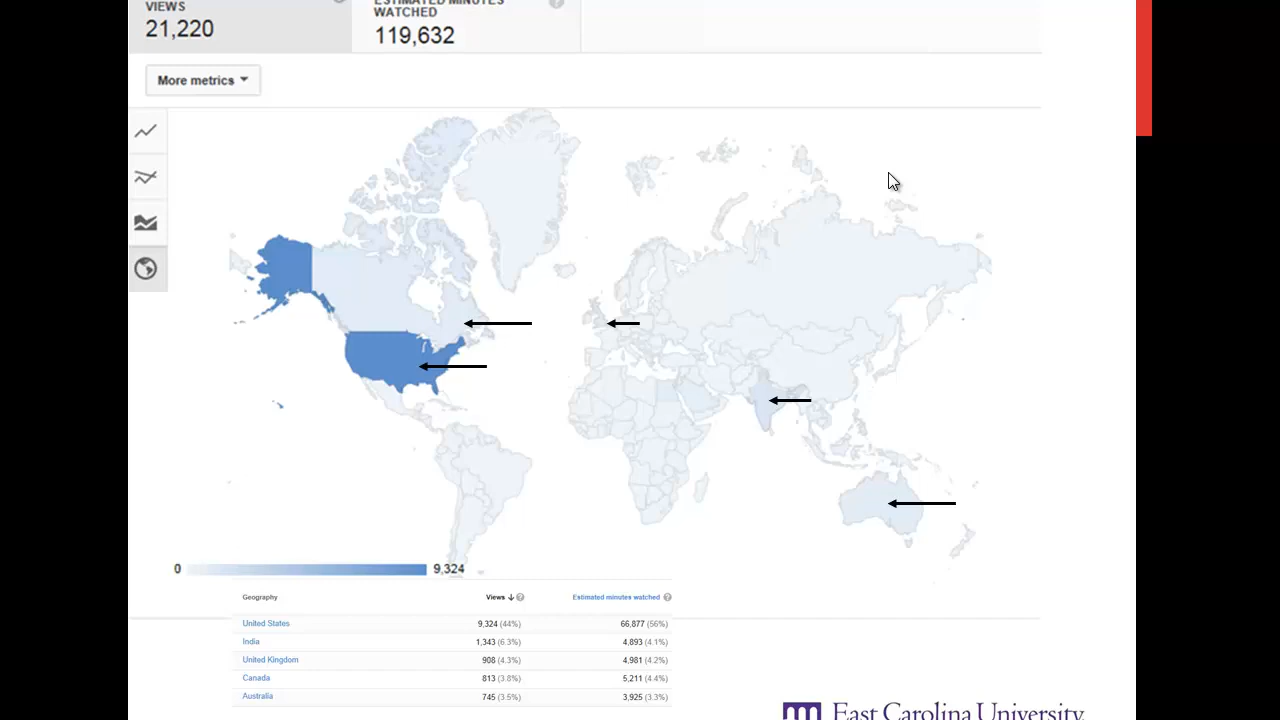 VIEWS
21,220
ESTIMATED MINUTES
WATCHED
119,632
More metrics
0
9,324
Geography Views Estimated minutes watched
United States 9,324 (44%) 66,877 (56%)
India 1,343 (6.3%) 4,893 (4.1%)
United Kingdom 908 (4.3%) 4,981 (4.2%)
Canada 813 (3.8%) 5,211 (4.4%)
Australia 745 (3.5%) 3,925 (3.3%)
East Carolina University